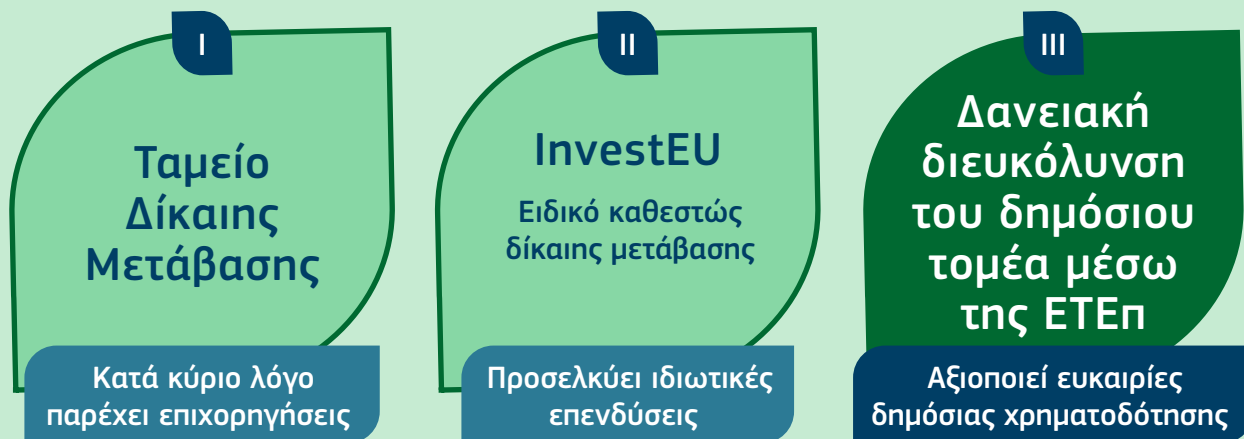 I
Ταμείο
Δίκαιης
Μετάβασης
Κατά κύριο λόγο
παρέχει επιχορηγήσεις
II
InvestEU
Ειδικό καθεστώς
δίκαιης μετάβασης
Προσελκύει ιδιωτικές
επενδύσεις
III
Δανειακή
διευκόλυνση
του δημόσιου
τομέα μέσω
της ΕΤΕπ
Αξιοποιεί ευκαιρίες
δημόσιας χρηματοδότησης